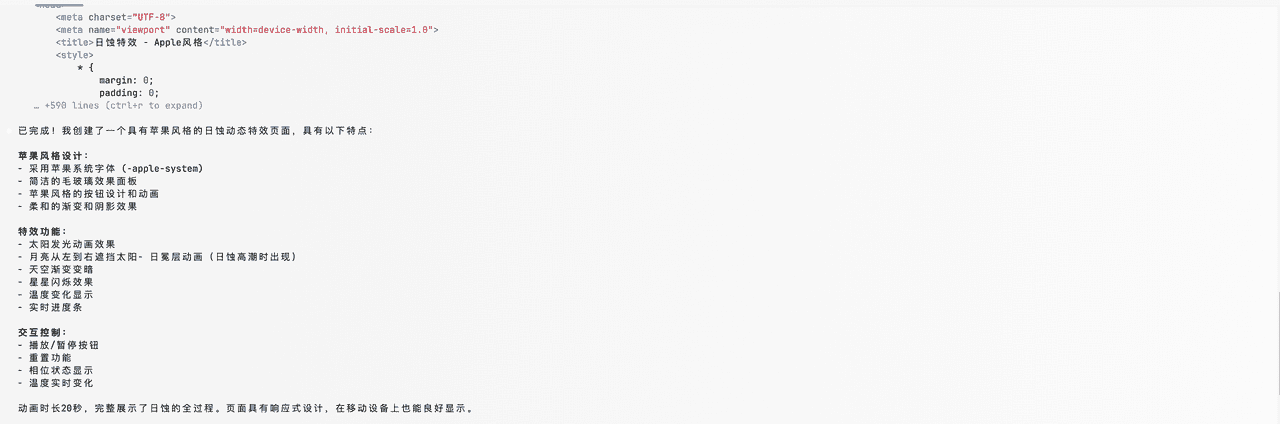 <meta charset="UTF-8">
<meta name="viewport" content="width=device-width, initial-scale=1.0">
<title>日蚀特效 - Apple风格</title>
<style>
* {
margin: 0;
padding: 0;
… +590 lines (ctrl+r to expand)
已完成！我创建了一个具有苹果风格的日蚀动态特效页面，具有以下特点：
苹果风格设计：
- 采用苹果系统字体 (-apple-system)
- 简洁的毛玻璃效果面板
- 苹果风格的按钮设计和动画
- 柔和的渐变和阴影效果
特效功能：
- 太阳发光动画效果
- 月亮从左到右遮挡太阳- 日冕层动画（日蚀高潮时出现）
- 天空渐变变暗
- 星星闪烁效果
- 温度变化显示
- 实时进度条
交互控制：
- 播放/暂停按钮
- 重置功能
- 相位状态显示
- 温度实时变化
动画时长20秒，完整展示了日蚀的全过程。页面具有响应式设计，在移动设备上也能良好显示。